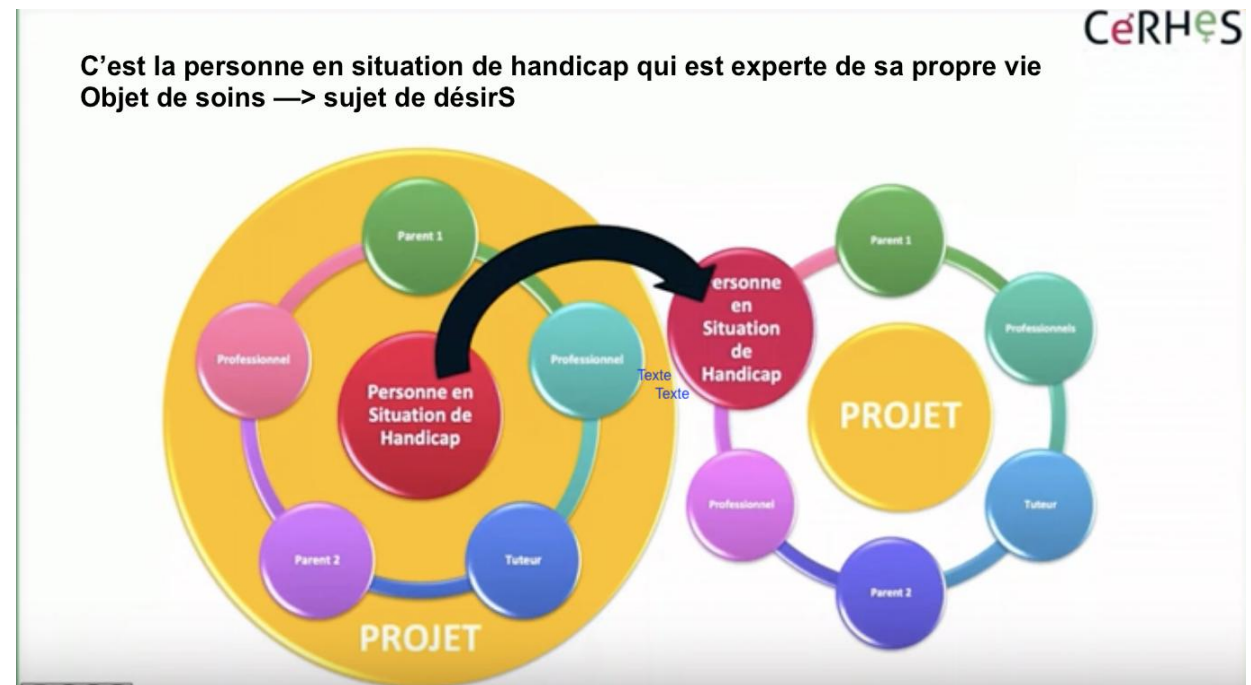 CeRHeS
C’est la personne en situation de handicap qui est experte de sa propre vie
Objet de soins —> sujet de désirS
Parent 1
Professionnel
Professionnel
Personne en
Situation de
Handicap
Parent 2
Tuteur
PROJET
Texte
Texte
ersonne
en
Situation
de
Handicap
Parent 1
Professionnels
PROJET
Professionnel
Tuteur
Parent 2